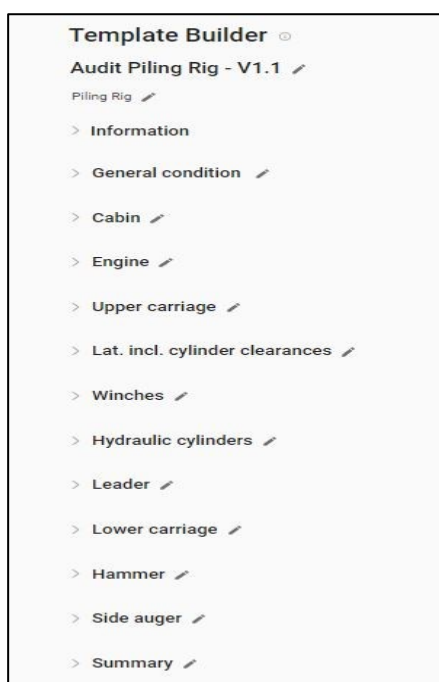 Template Builder
Audit Piling Rig - V1.1
Piling Rig
Information
General condition
Cabin
Engine
Upper carriage
Lat. incl. cylinder clearances
Winches
Hydraulic cylinders
Leader
Lower carriage
Hammer
Side auger
Summary